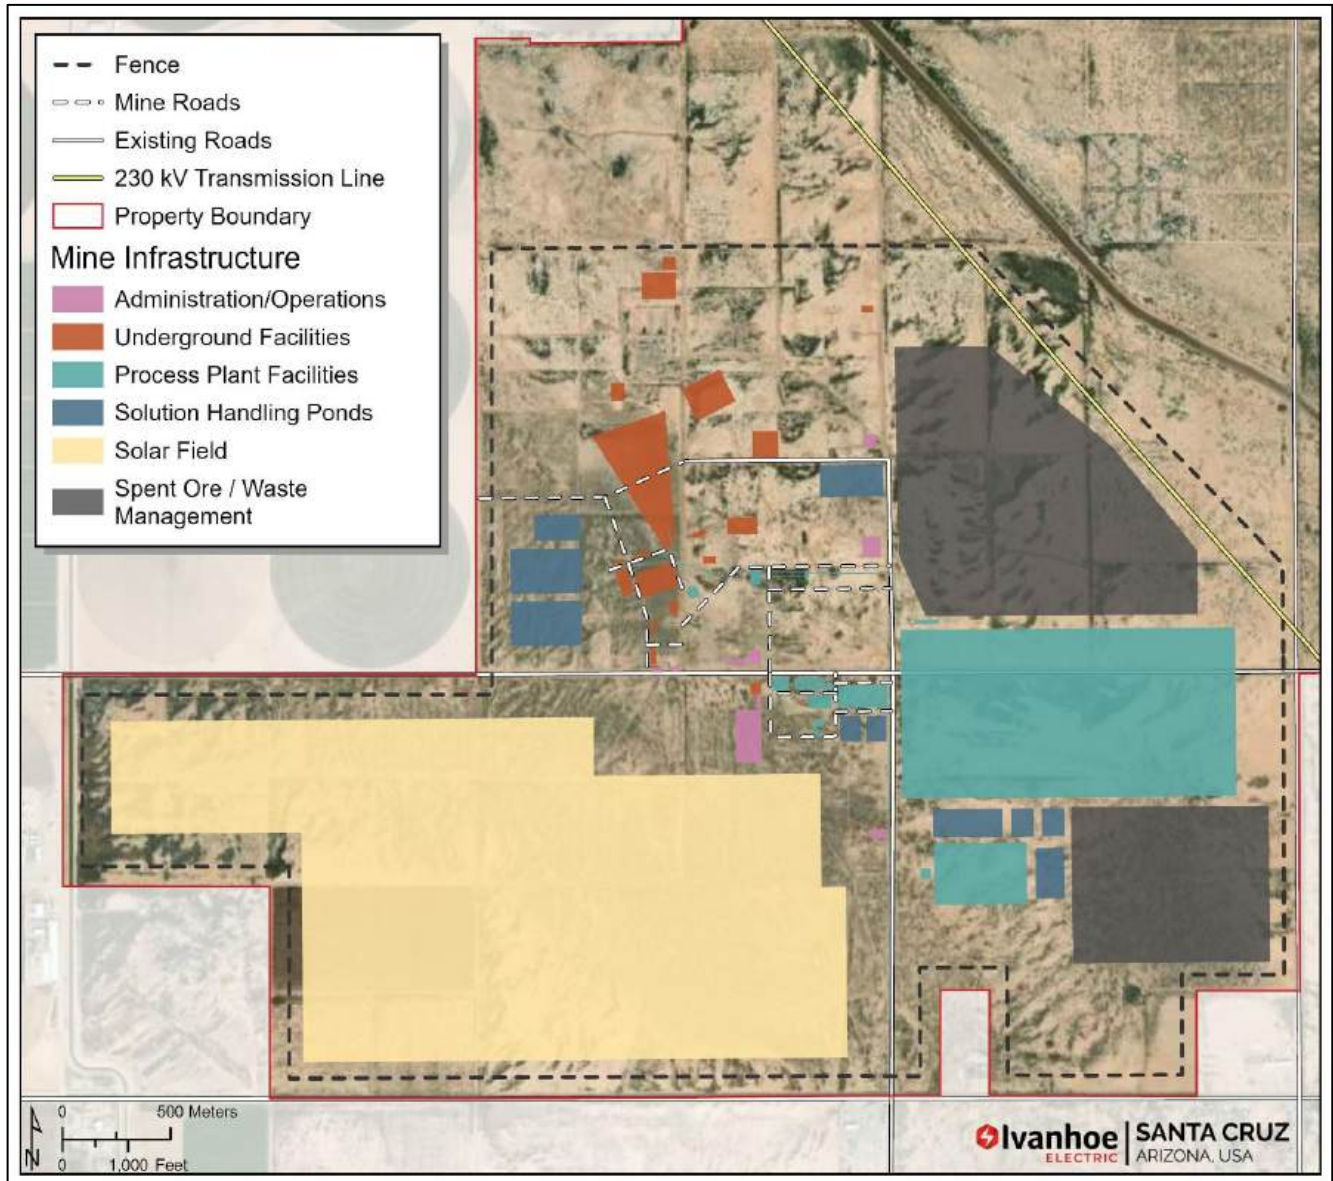 Fence
Mine Roads
Existing Roads
230 kV Transmission Line
Property Boundary
Mine Infrastructure
Administration/Operations
Underground Facilities
Process Plant Facilities
Solution Handling Ponds
Solar Field
Spent Ore / Waste
Management
0 500 Meters
0 1,000 Feet
N
Ivanhoe
ELECTRIC
SANTA CRUZ
ARIZONA, USA